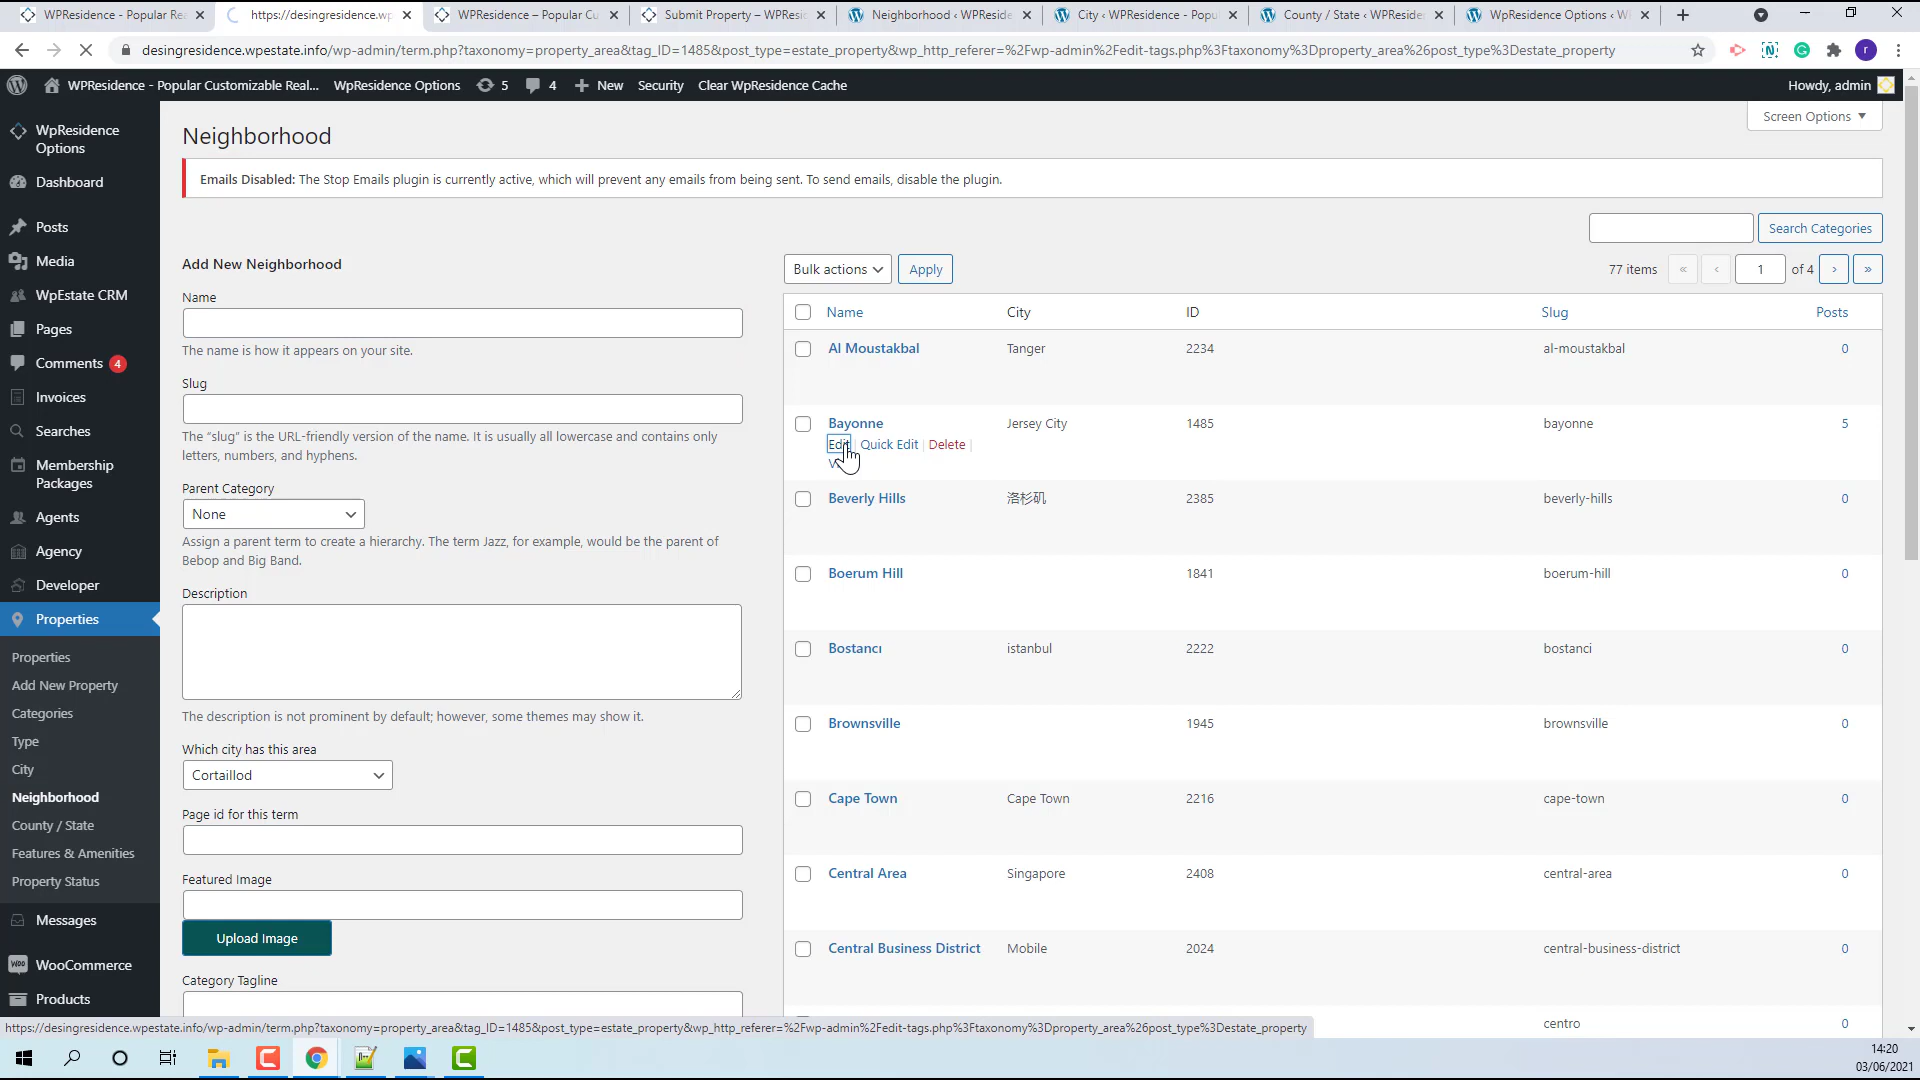 WPResidence - Popular Re
https://desingresidence.wp
WPResidence – Popular Cu
Submit Property – WPResi
Neighborhood ‹ WPReside
City ‹ WPResidence - Popu
County / State ‹ WPReside
WpResidence Options ‹ W
desingresidence.wpestate.info/wp-admin/term.php?taxonomy=property_area&tag_ID=1485&post_type=estate_property&wp_http_referer=%2Fwp-admin%2Fedit-tags.php%3Ftaxonomy%3Dproperty_area%26post_type%3Destate_property
WPResidence - Popular Customizable Real...
WPResidence Options
5
4
New
Security
Clear WpResidence Cache
Howdy, admin
WpResidence Options
Dashboard
Posts
Media
WpEstate CRM
Pages
Comments 4
Invoices
Searches
Membership Packages
Agents
Agency
Developer
Properties
Properties
Add New Property
Categories
Type
City
Neighborhood
County / State
Features & Amenities
Property Status
Messages
WooCommerce
Products
Screen Options
Neighborhood
Emails Disabled: The Stop Emails plugin is currently active, which will prevent any emails from being sent. To send emails, disable the plugin.
Search Categories
Add New Neighborhood
Name
The name is how it appears on your site.
Slug
The “slug” is the URL-friendly version of the name. It is usually all lowercase and contains only
letters, numbers, and hyphens.
Parent Category
None
Assign a parent term to create a hierarchy. The term Jazz, for example, would be the parent of
Bebop and Big Band.
Description
The description is not prominent by default; however, some themes may show it.
Which city has this area
Cortaillod
Page id for this term
Featured Image
Upload Image
Category Tagline
Bulk actions
Apply
77 items « ‹ 1 of 4 › »
Name City ID Slug Posts
Al Moustakbal Tanger 2234 al-moustakbal 0
Bayonne Jersey City 1485 bayonne 5
Edit | Quick Edit | Delete |
Beverly Hills 洛杉矶 2385 beverly-hills 0
Boerum Hill 1841 boerum-hill 0
Bostancı istanbul 2222 bostanci 0
Brownsville 1945 brownsville 0
Cape Town Cape Town 2216 cape-town 0
Central Area Singapore 2408 central-area 0
Central Business District Mobile 2024 central-business-district 0
centro 0
https://desingresidence.wpestate.info/wp-admin/term.php?taxonomy=property_area&tag_ID=1485&post_type=estate_property&wp_http_referer=%2Fwp-admin%2Fedit-tags.php%3Ftaxonomy%3Dproperty_area%26post_type%3Destate_property
14:20
03/06/2021